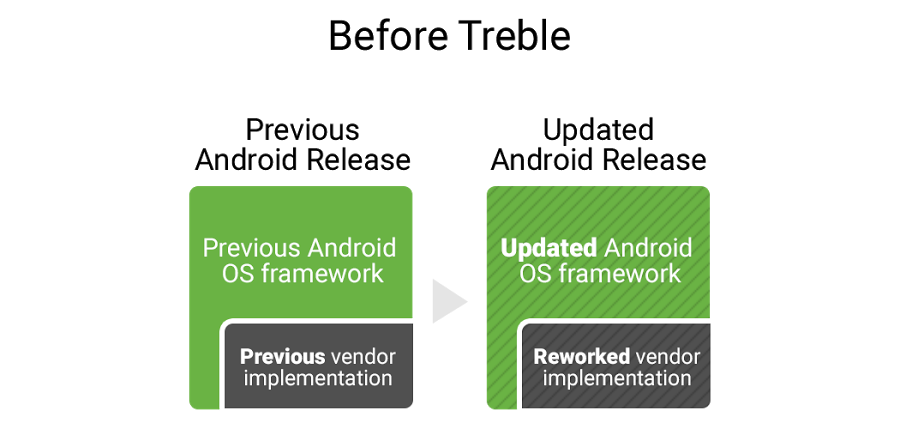 Before Treble
Previous
Android Release
Updated
Android Release
Previous Android
OS framework
Previous vendor
implementation
Updated Android
OS framework
Reworked vendor
implementation